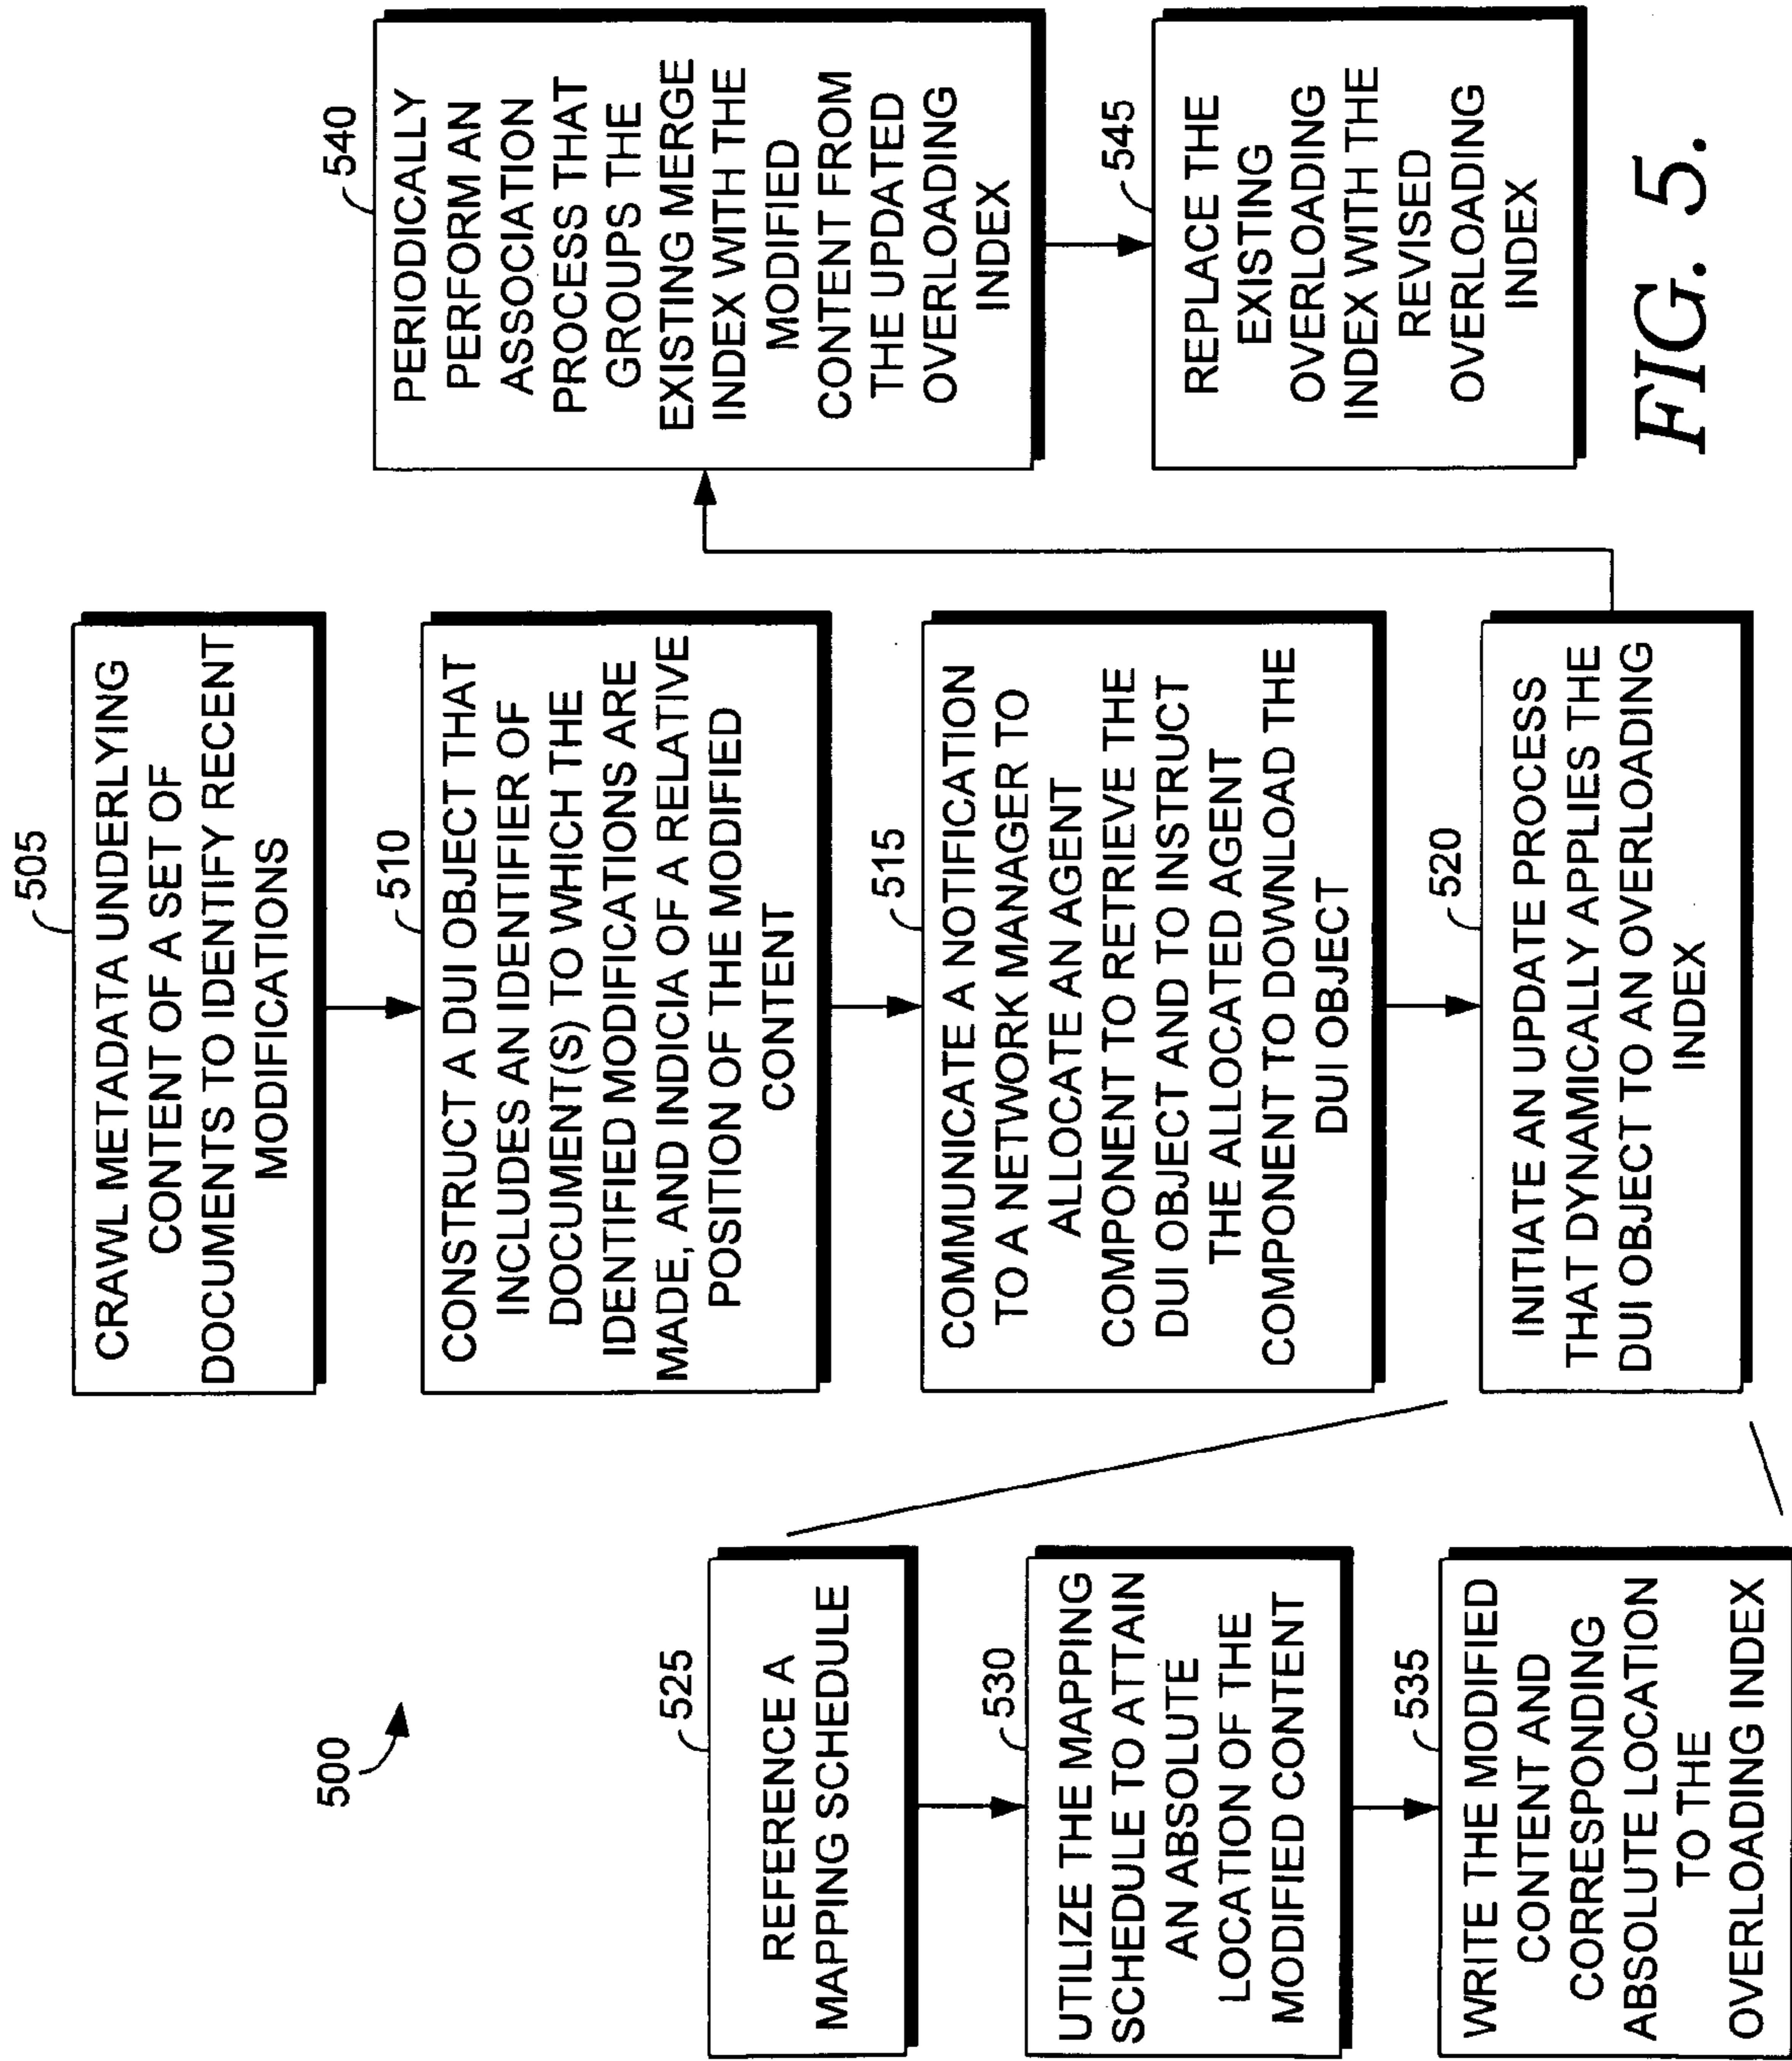 500
505
CRAWL METADATA UNDERLYING
CONTENT OF A SET OF
DOCUMENTS TO IDENTIFY RECENT
MODIFICATIONS
510
CONSTRUCT A DUI OBJECT THAT
INCLUDES AN IDENTIFIER OF
DOCUMENT(S) TO WHICH THE
IDENTIFIED MODIFICATIONS ARE
MADE, AND INDICIA OF A RELATIVE
POSITION OF THE MODIFIED
CONTENT
515
COMMUNICATE A NOTIFICATION
TO A NETWORK MANAGER TO
ALLOCATE AN AGENT
COMPONENT TO RETRIEVE THE
DUI OBJECT AND TO INSTRUCT
THE ALLOCATED AGENT
COMPONENT TO DOWNLOAD THE
DUI OBJECT
520
INITIATE AN UPDATE PROCESS
THAT DYNAMICALLY APPLIES THE
DUI OBJECT TO AN OVERLOADING
INDEX
525
REFERENCE A
MAPPING SCHEDULE
530
UTILIZE THE MAPPING
SCHEDULE TO ATTAIN
AN ABSOLUTE
LOCATION OF THE
MODIFIED CONTENT
535
WRITE THE MODIFIED
CONTENT AND
CORRESPONDING
ABSOLUTE LOCATION
TO THE
OVERLOADING INDEX
540
PERIODICALLY
PERFORM AN
ASSOCIATION
PROCESS THAT
GROUPS THE
EXISTING MERGE
INDEX WITH THE
MODIFIED
CONTENT FROM
THE UPDATED
OVERLOADING
INDEX
545
REPLACE THE
EXISTING
OVERLOADING
INDEX WITH THE
REVISED
OVERLOADING
INDEX
FIG. 5.